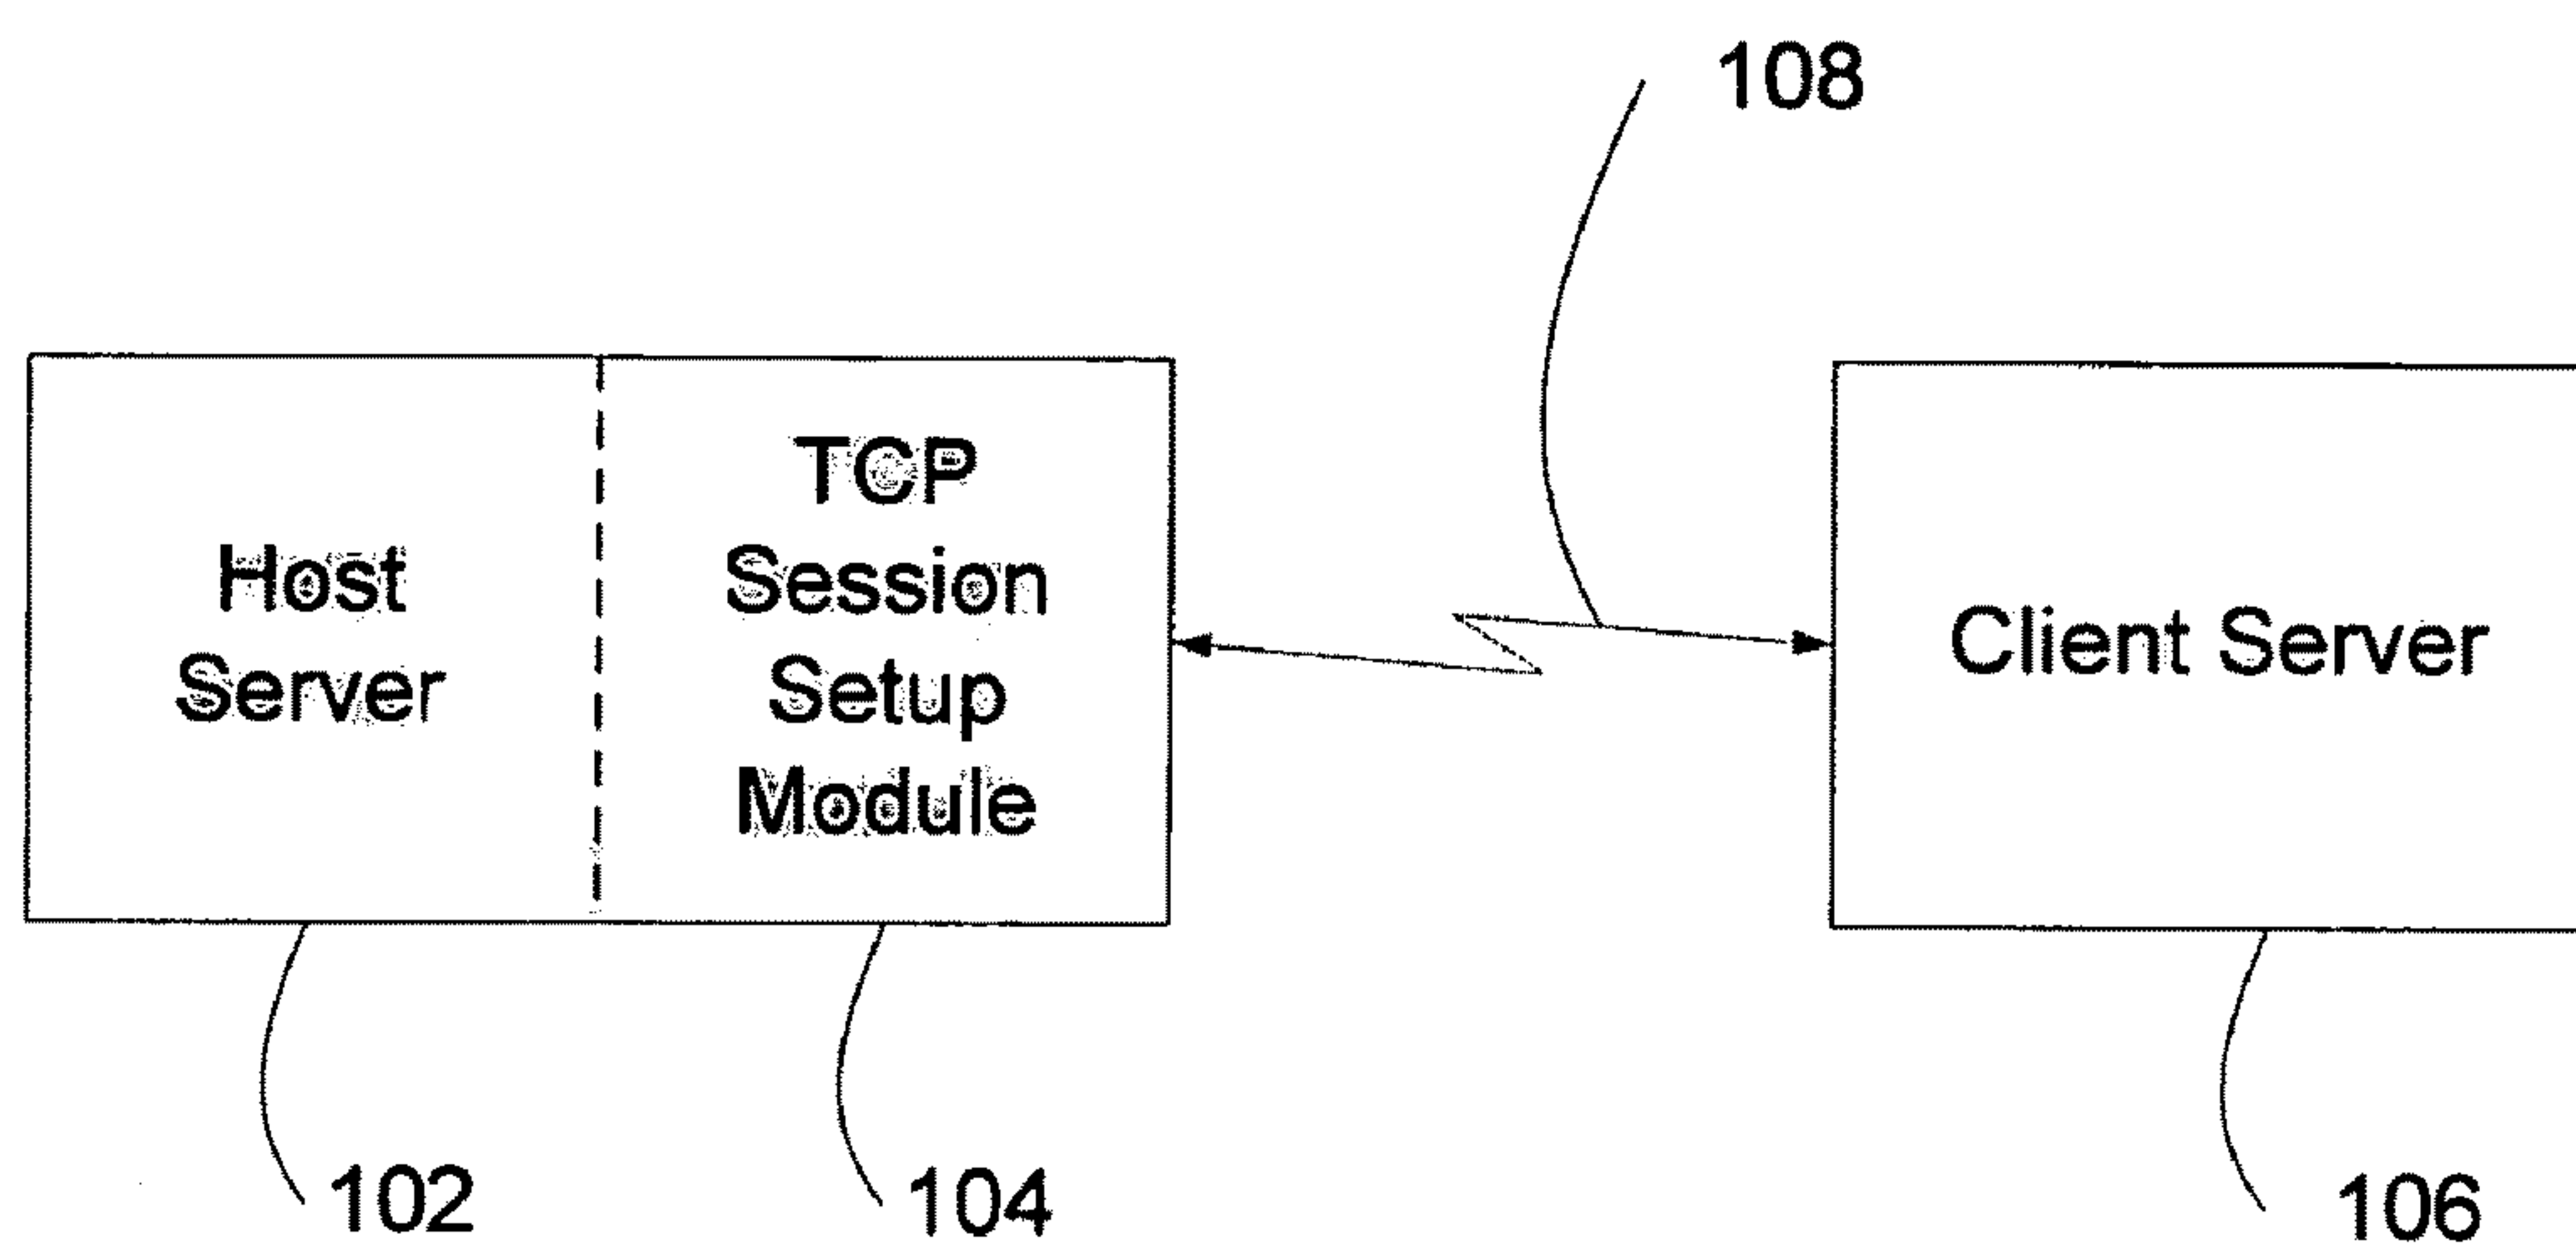 108
Host
Server
TCP
Session
Setup
Module
Client Server
102
104
106